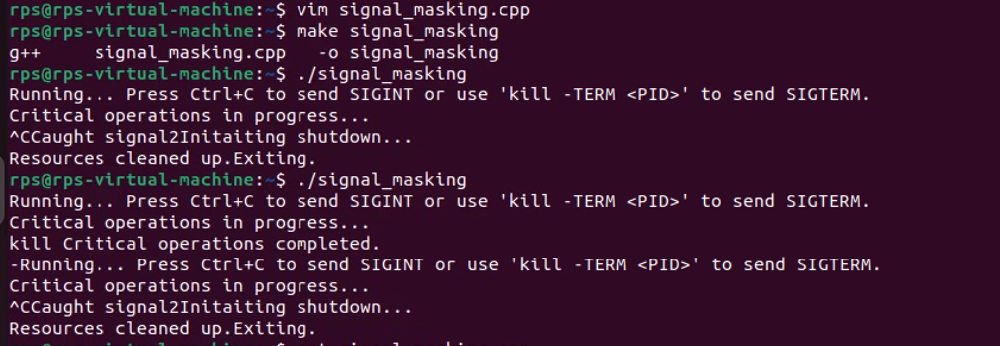 rps@rps-virtual-machine:~$ vim signal_masking.cpp
rps@rps-virtual-machine:~$ make signal_masking
g++     signal_masking.cpp   -o signal_masking
rps@rps-virtual-machine:~$ ./signal_masking
Running... Press Ctrl+C to send SIGINT or use 'kill -TERM <PID>' to send SIGTERM.
Critical operations in progress...
^CCaught signal2Initaiting shutdown...
Resources cleaned up.Exiting.
rps@rps-virtual-machine:~$ ./signal_masking
Running... Press Ctrl+C to send SIGINT or use 'kill -TERM <PID>' to send SIGTERM.
Critical operations in progress...
kill Critical operations completed.
-Running... Press Ctrl+C to send SIGINT or use 'kill -TERM <PID>' to send SIGTERM.
Critical operations in progress...
^CCaught signal2Initaiting shutdown...
Resources cleaned up.Exiting.